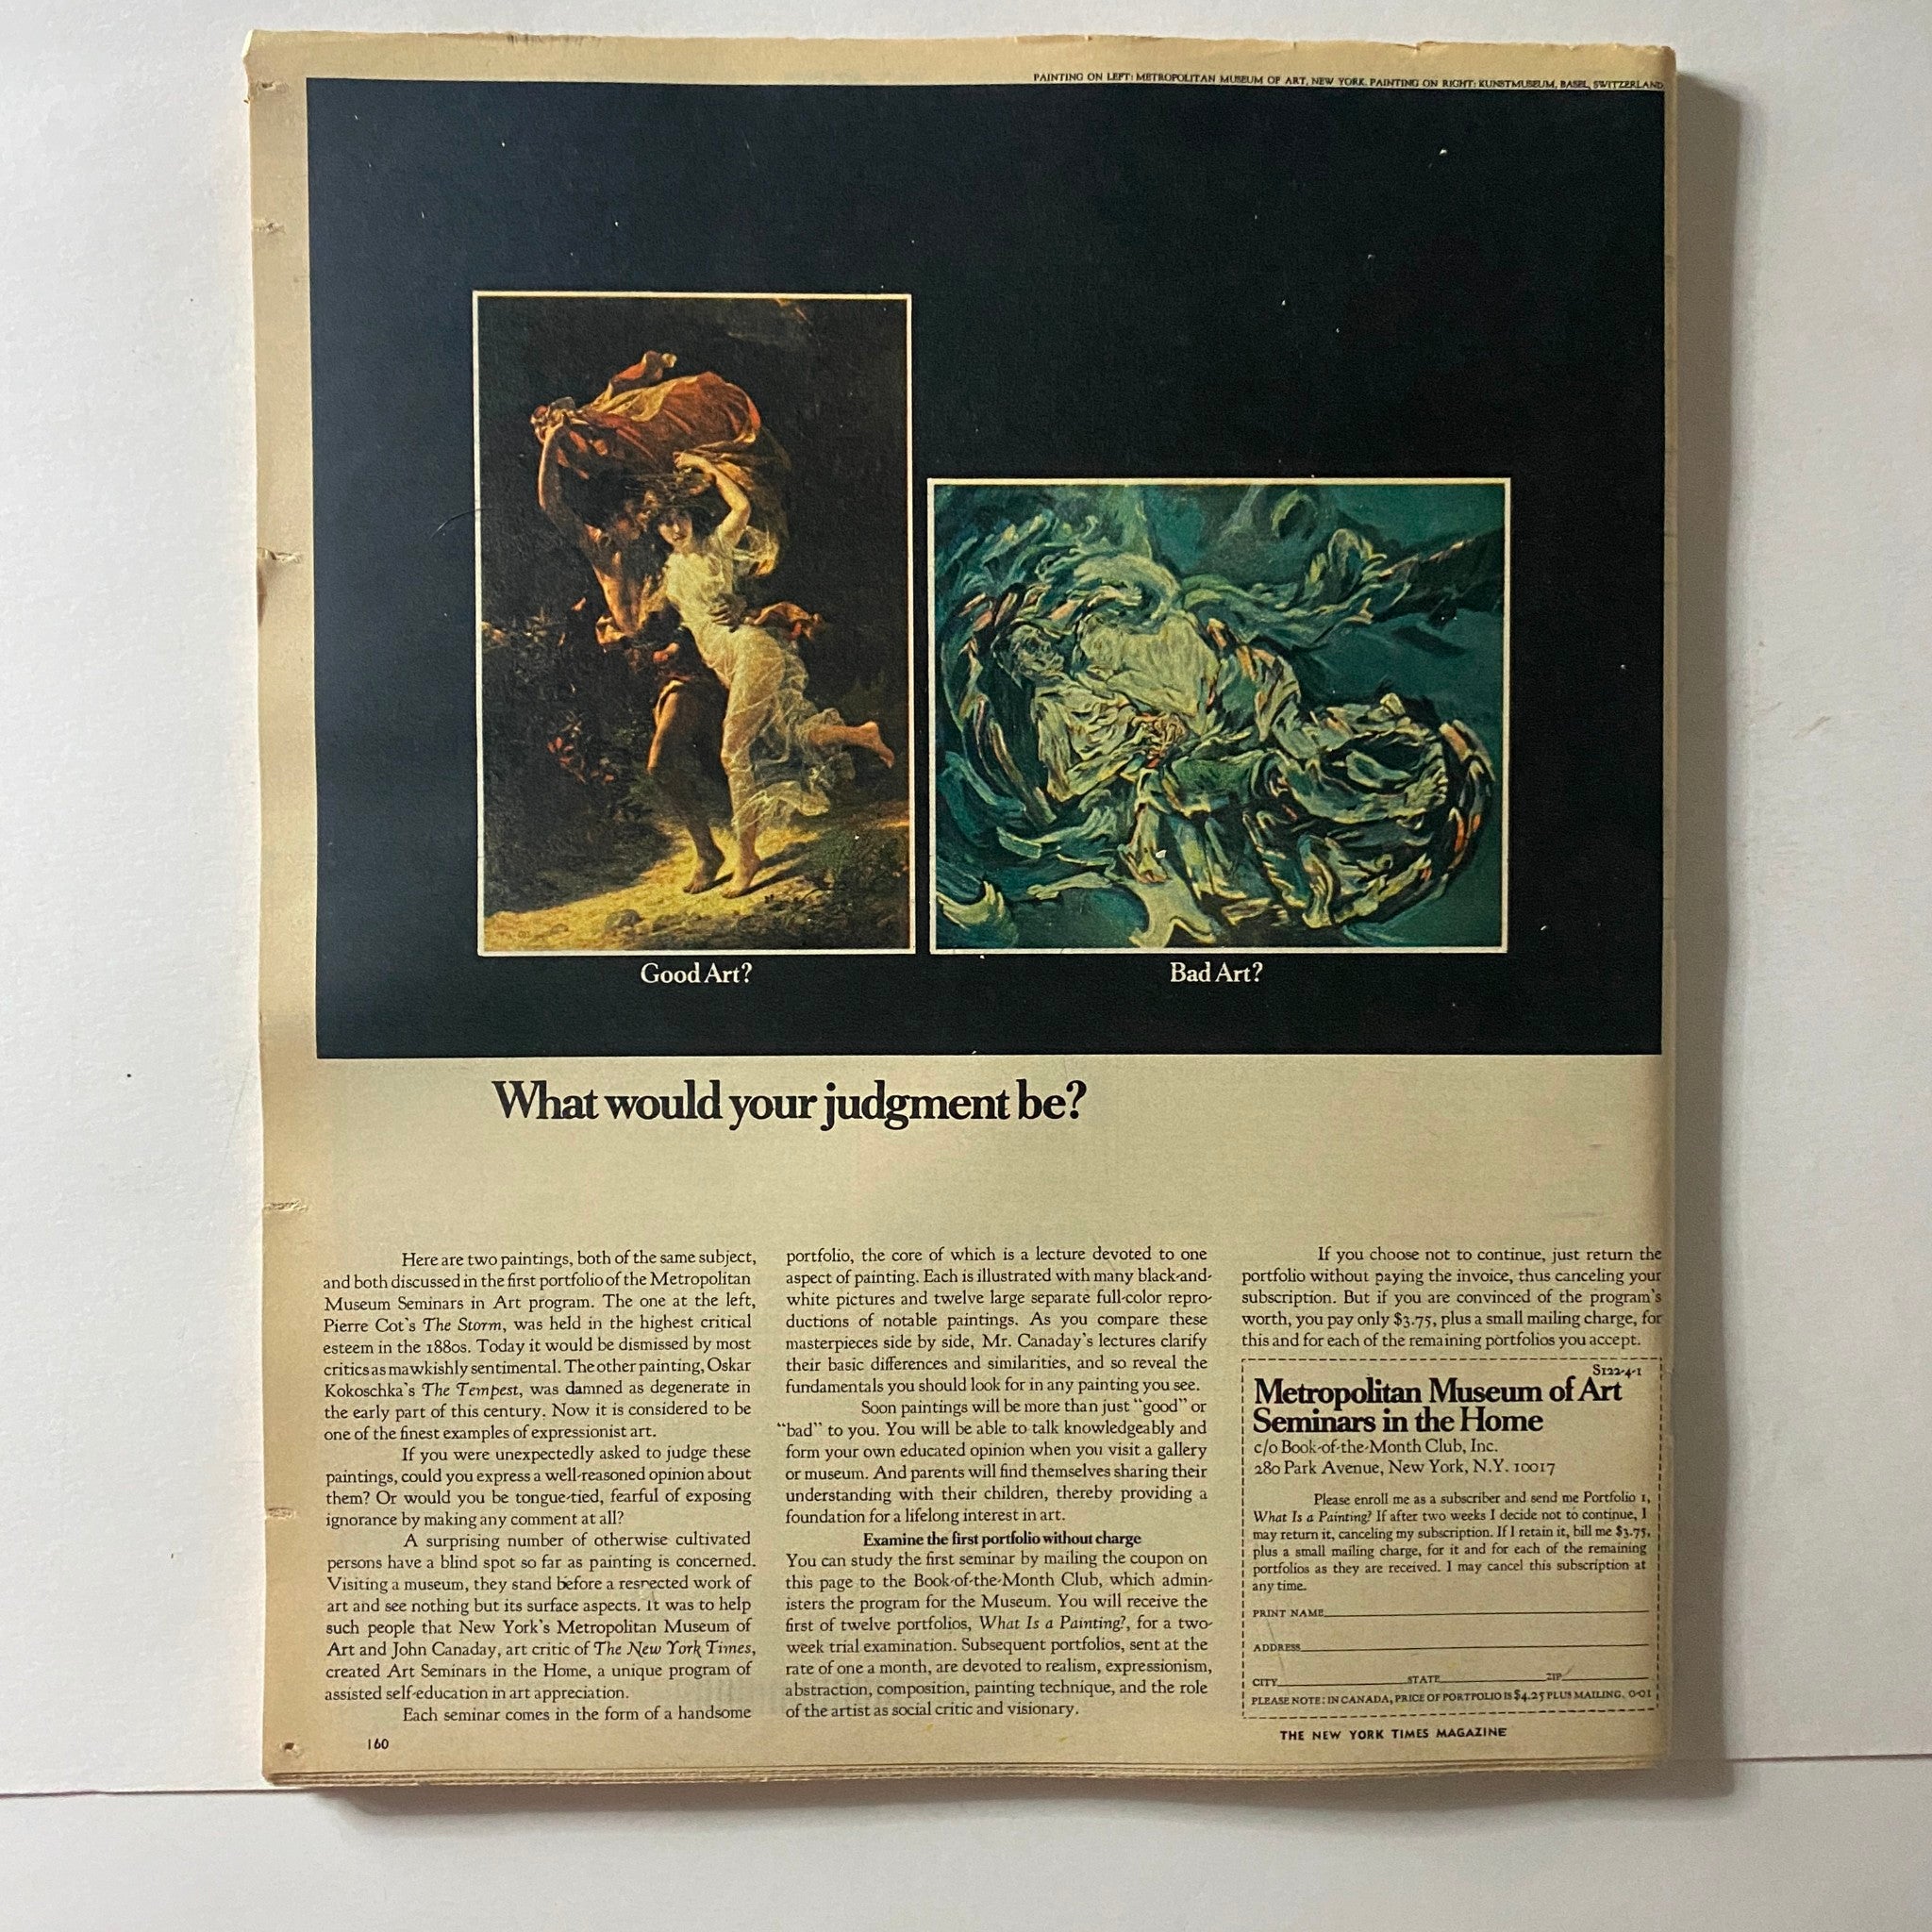 PAINTING ON LEFT: METROPOLITAN MUSEUM OF ART, NEW YORK. PAINTING ON RIGHT: KUNSTMUSEUM, BASEL, SWITZERLAND
Good Art?
Bad Art?
What would your judgment be?
Here are two paintings, both of the same subject,
and both discussed in the first portfolio of the Metropolitan
Museum Seminars in Art program. The one at the left,
Pierre Cot's The Storm, was held in the highest critical
esteem in the 1880s. Today it would be dismissed by most
critics as mawkishly sentimental. The other painting, Oskar
Kokoschka's The Tempest, was damned as degenerate in
the early part of this century. Now it is considered to be
one of the finest examples of expressionist art.
If you were unexpectedly asked to judge these
paintings, could you express a well-reasoned opinion about
them? Or would you be tongue-tied, fearful of exposing
ignorance by making any comment at all?
A surprising number of otherwise cultivated
persons have a blind spot so far as painting is concerned.
Visiting a museum, they stand before a respected work of
art and see nothing but its surface aspects. It was to help
such people that New York's Metropolitan Museum of
Art and John Canaday, art critic of The New York Times,
created Art Seminars in the Home, a unique program of
assisted self-education in art appreciation.
Each seminar comes in the form of a handsome
portfolio, the core of which is a lecture devoted to one
aspect of painting. Each is illustrated with many black-and-
white pictures and twelve large separate full-color repro-
ductions of notable paintings. As you compare these
masterpieces side by side, Mr. Canaday's lectures clarify
their basic differences and similarities, and so reveal the
fundamentals you should look for in any painting you see.
Soon paintings will be more than just "good" or
"bad" to you. You will be able to talk knowledgeably and
form your own educated opinion when you visit a gallery
or museum. And parents will find themselves sharing their
understanding with their children, thereby providing a
foundation for a lifelong interest in art.
Examine the first portfolio without charge
You can study the first seminar by mailing the coupon on
this page to the Book-of-the-Month Club, which admin-
isters the program for the Museum. You will receive the
first of twelve portfolios, What Is a Painting?, for a two-
week trial examination. Subsequent portfolios, sent at the
rate of one a month, are devoted to realism, expressionism,
abstraction, composition, painting technique, and the role
of the artist as social critic and visionary.
If you choose not to continue, just return the
portfolio without paying the invoice, thus canceling your
subscription. But if you are convinced of the program's
worth, you pay only $3.75, plus a small mailing charge, for
this and for each of the remaining portfolios you accept.
S122-4-1
Metropolitan Museum of Art
Seminars in the Home
c/o Book-of-the-Month Club, Inc.
280 Park Avenue, New York, N.Y. 10017
Please enroll me as a subscriber and send me Portfolio 1,
What Is a Painting? If after two weeks I decide not to continue, I
may return it, canceling my subscription. If I retain it, bill me $3.75,
plus a small mailing charge, for it and for each of the remaining
portfolios as they are received. I may cancel this subscription at
any time.
PRINT NAME
ADDRESS
CITY STATE ZIP
PLEASE NOTE: IN CANADA, PRICE OF PORTFOLIO IS $4.25 PLUS MAILING. 0-01
160
THE NEW YORK TIMES MAGAZINE